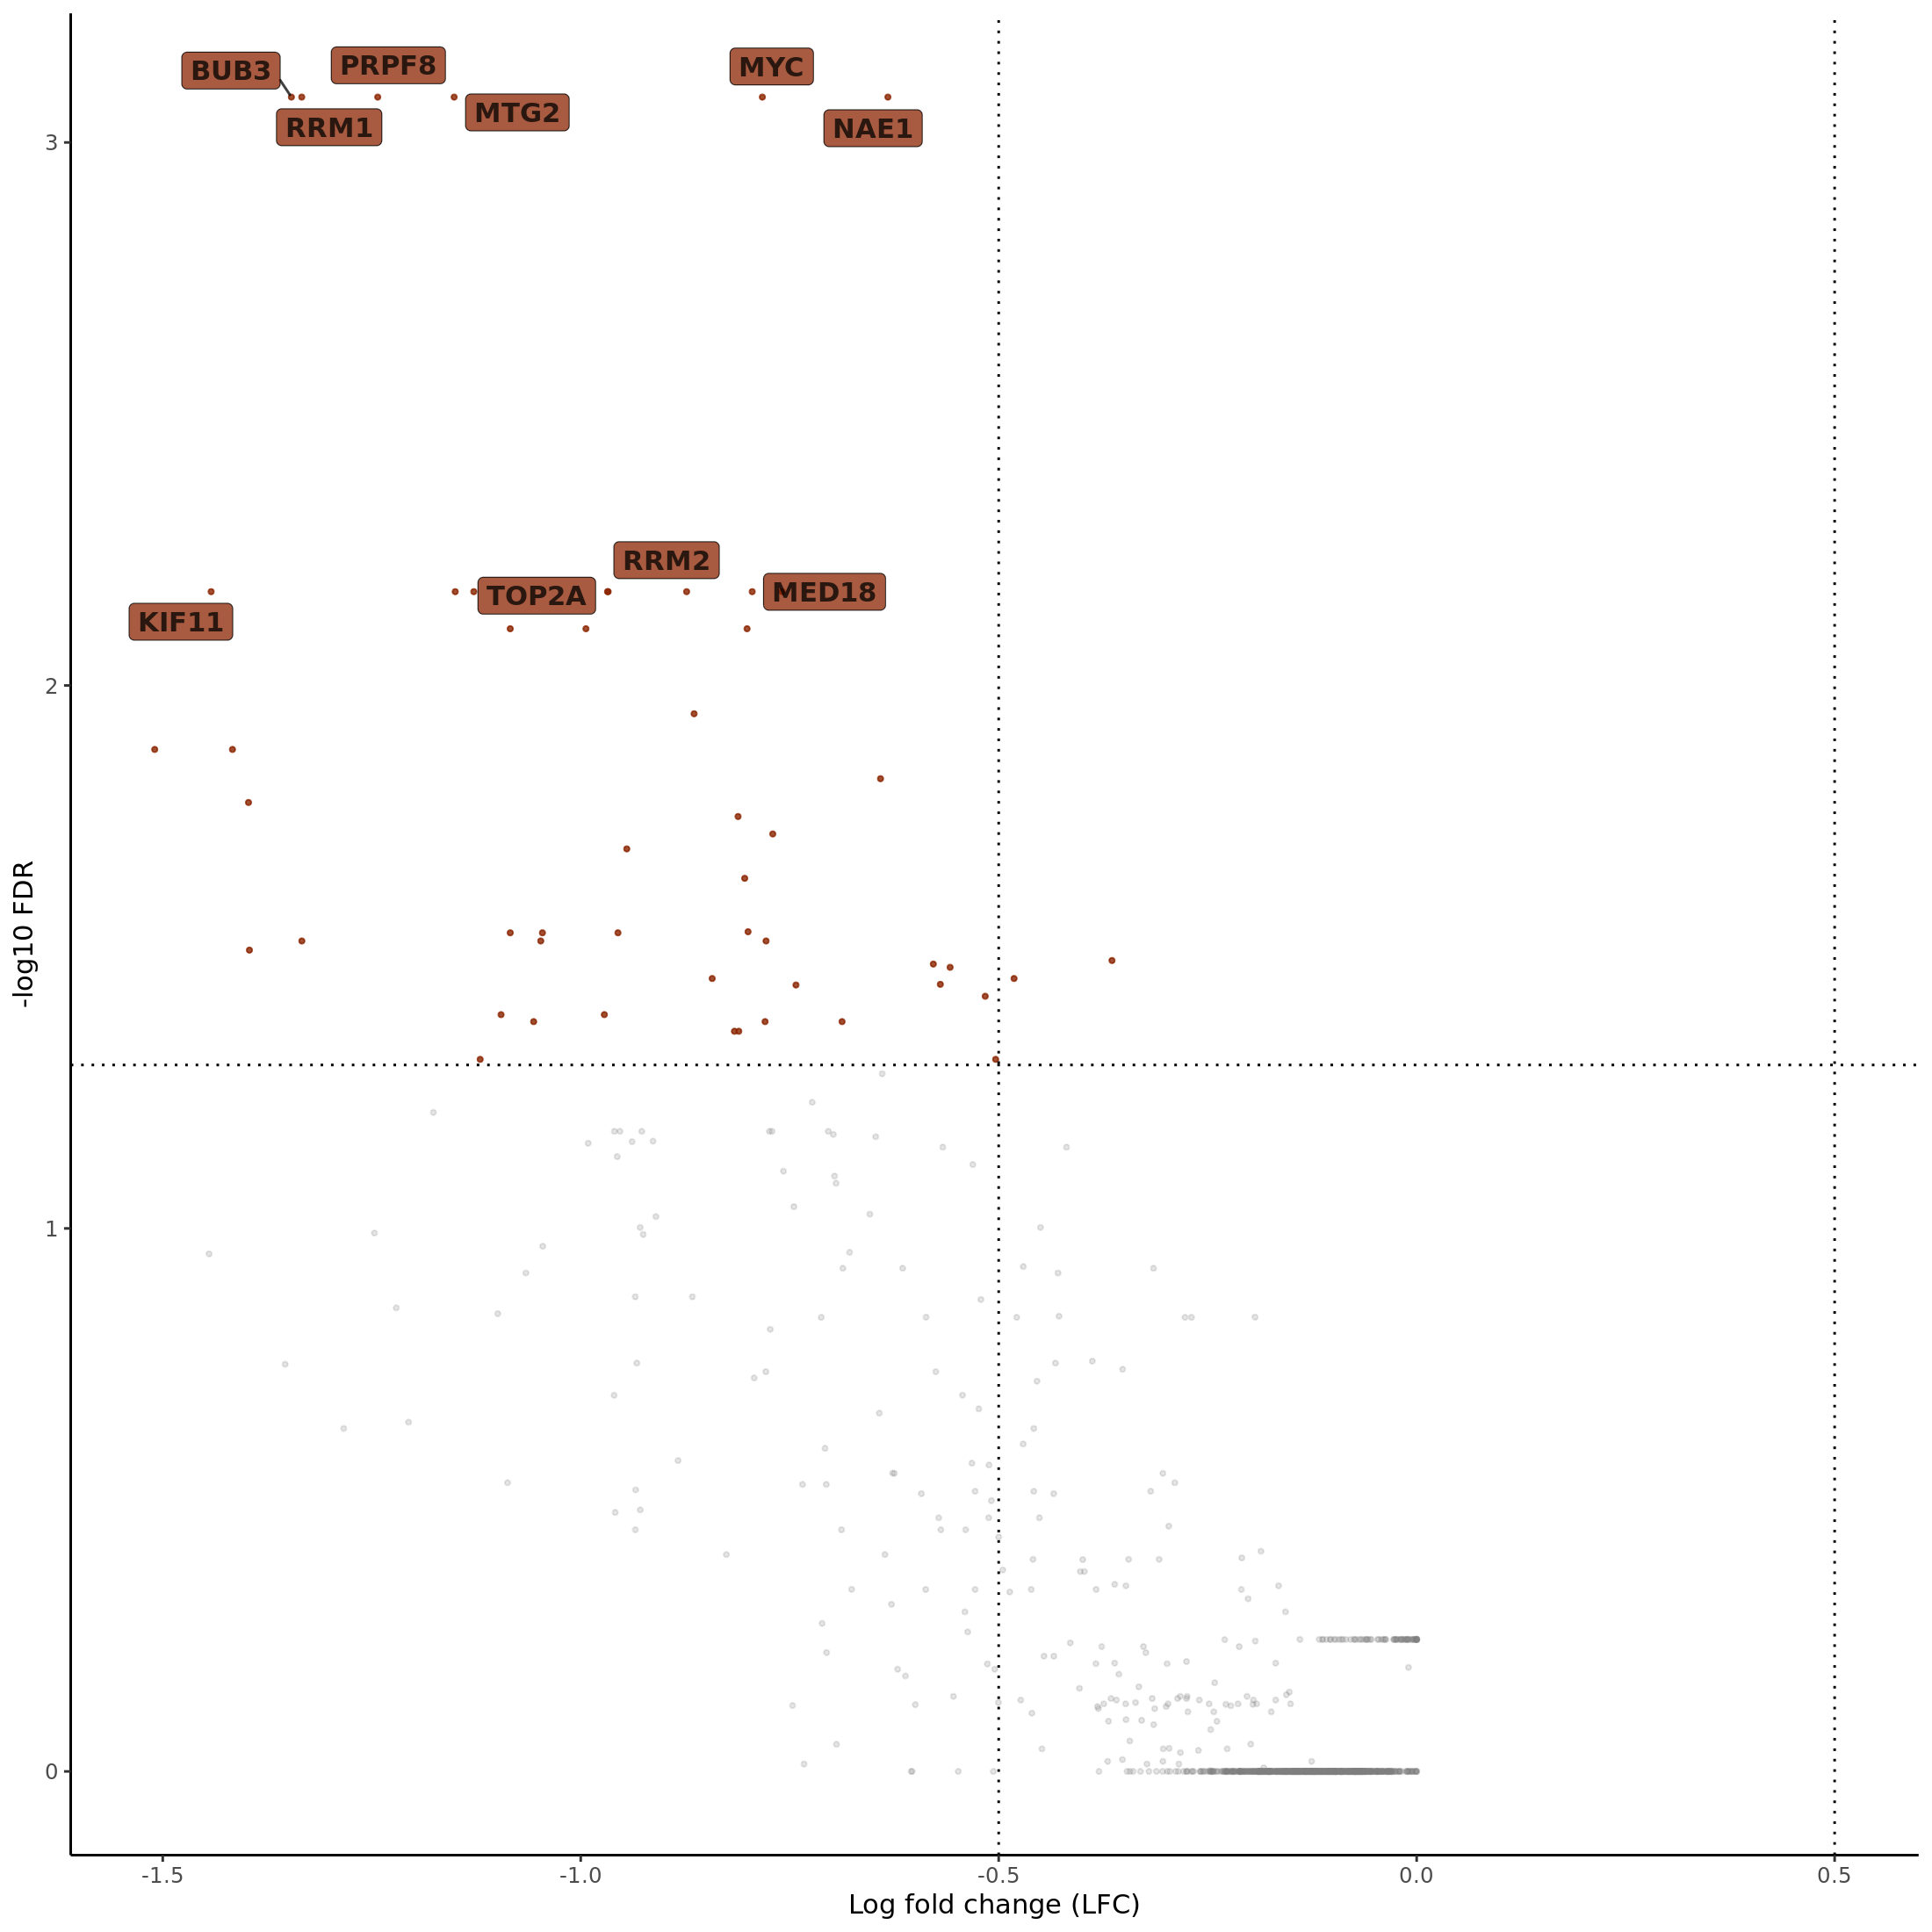 BUB3
PRPF8
MYC
MTG2
RRM1
NAE1
3
RRM2
TOP2A
MED18
KIF11
2
-log10 FDR
1
0
-1.5
-1.0
-0.5
0.0
0.5
Log fold change (LFC)